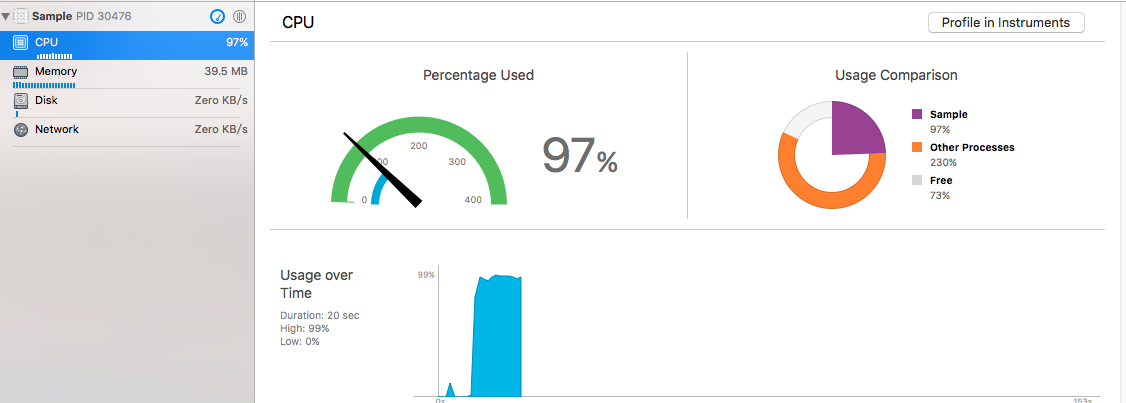 Sample PID 30476
CPU 97%
Memory 39.5 MB
Disk Zero KB/s
Network Zero KB/s
CPU
Profile in Instruments
Percentage Used
0
00
200
300
400
97%
Usage Comparison
Sample
97%
Other Processes
230%
Free
73%
Usage over
Time
Duration: 20 sec
High: 99%
Low: 0%
99%
0s
153s